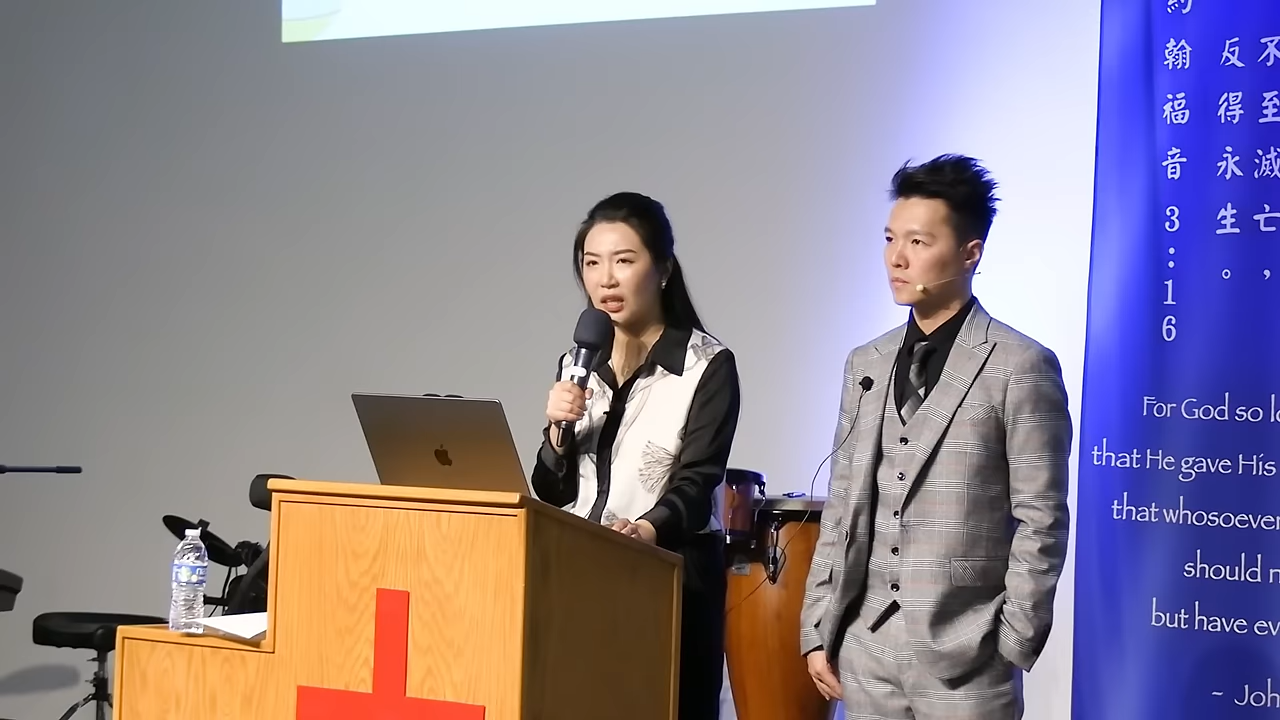 不至滅亡，
反得永生。
約翰福音 3:16
For God so lo
that He gave His
that whosoever
should n
but have ev
~ Joh